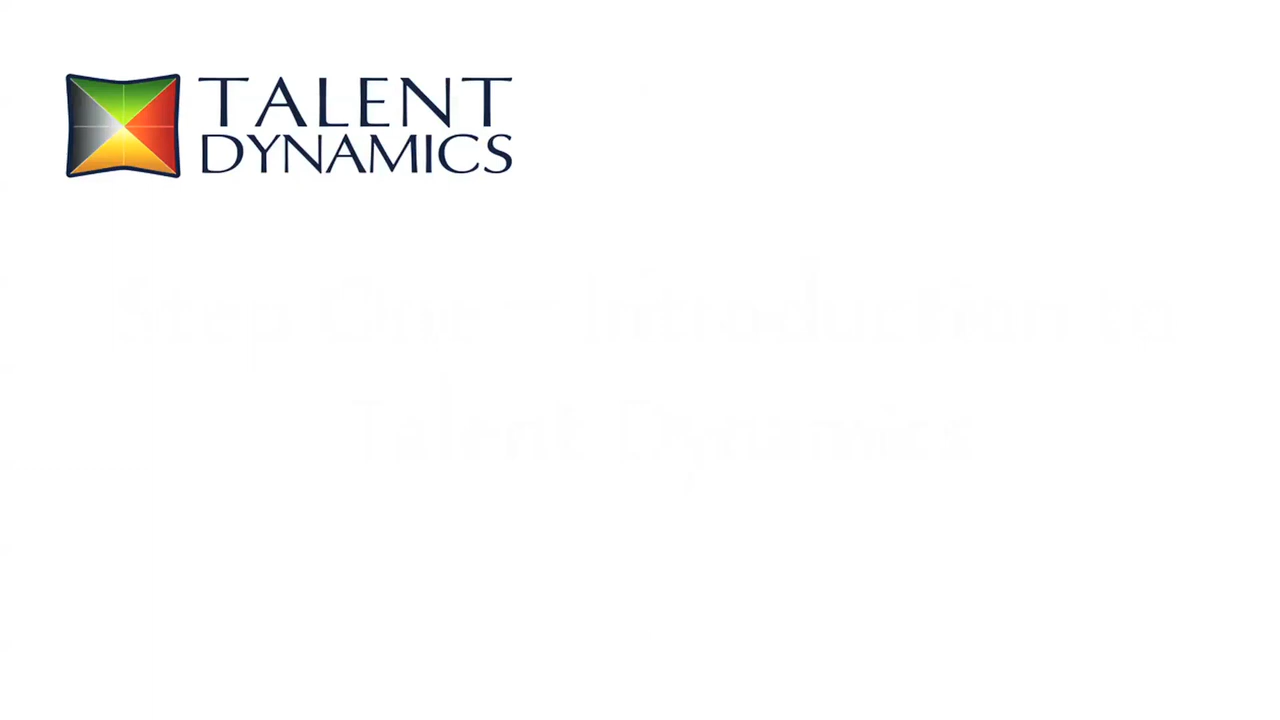 TALENT
DYNAMICS
Step One – Introduction to
Talent Dynamics